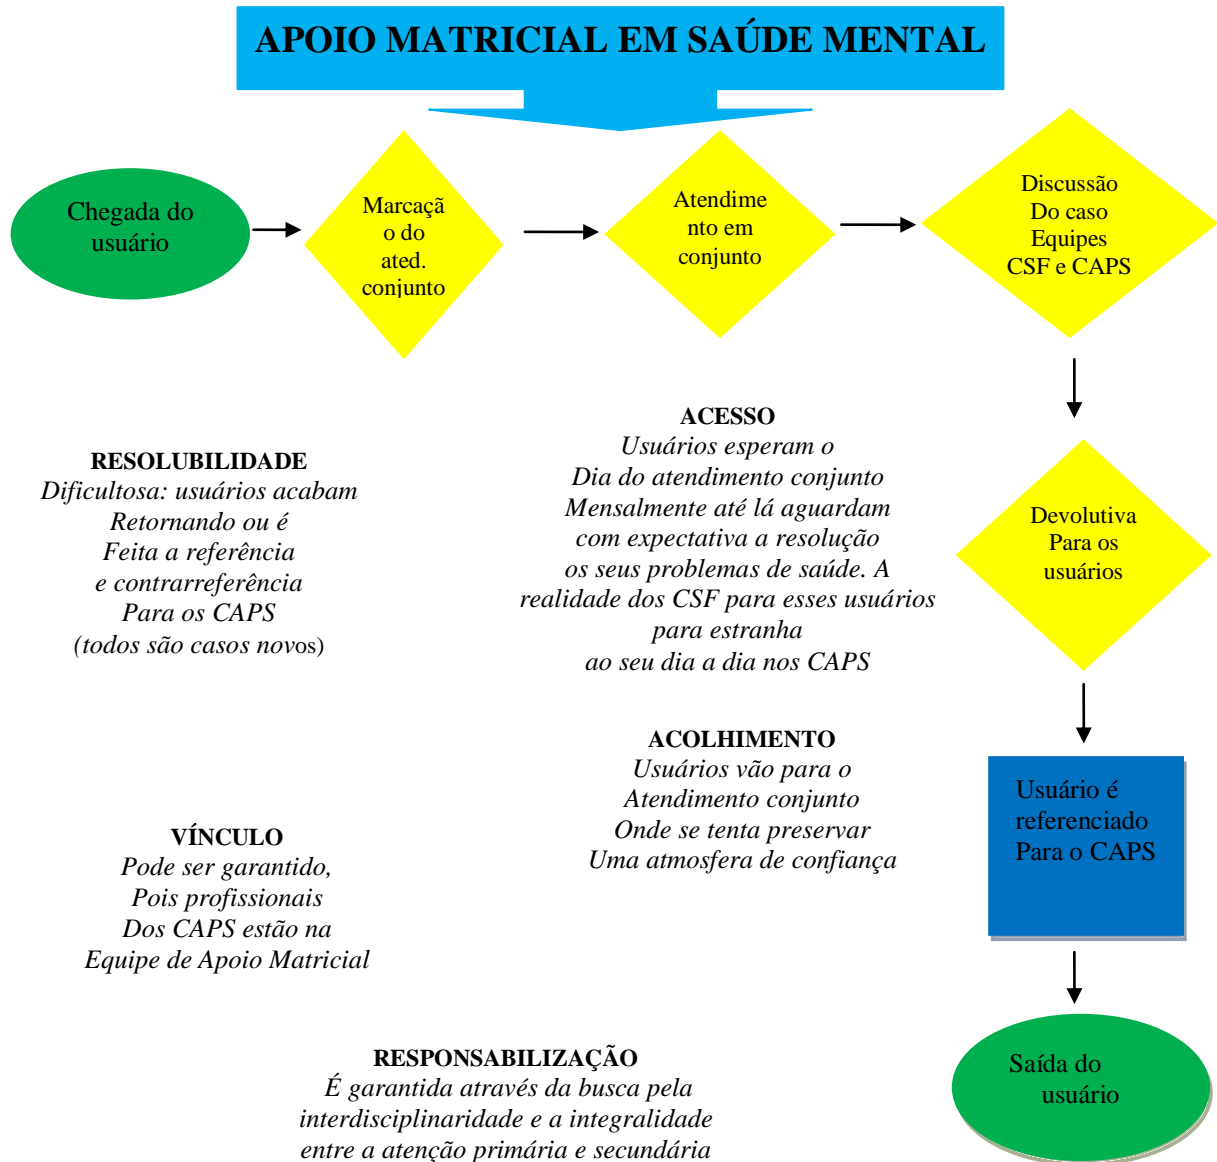 APOIO MATRICIAL EM SAÚDE MENTAL
Chegada do
usuário
Marcaçã
o do
ated.
conjunto
Atendime
nto em
conjunto
Discussão
Do caso
Equipes
CSF e CAPS
RESOLUBILIDADE
Dificultosa: usuários acabam
Retornando ou é
Feita a referência
e contrarreferência
Para os CAPS
(todos são casos novos)
ACESSO
Usuários esperam o
Dia do atendimento conjunto
Mensalmente até lá aguardam
com expectativa a resolução
os seus problemas de saúde. A
realidade dos CSF para esses usuários
para estranha
ao seu dia a dia nos CAPS
Devolutiva
Para os
usuários
ACOLHIMENTO
Usuários vão para o
Atendimento conjunto
Onde se tenta preservar
Uma atmosfera de confiança
Usuário é
referenciado
Para o CAPS
VÍNCULO
Pode ser garantido,
Pois profissionais
Dos CAPS estão na
Equipe de Apoio Matricial
RESPONSABILIZAÇÃO
É garantida através da busca pela
interdisciplinaridade e a integralidade
entre a atenção primária e secundária
Saída do
usuário